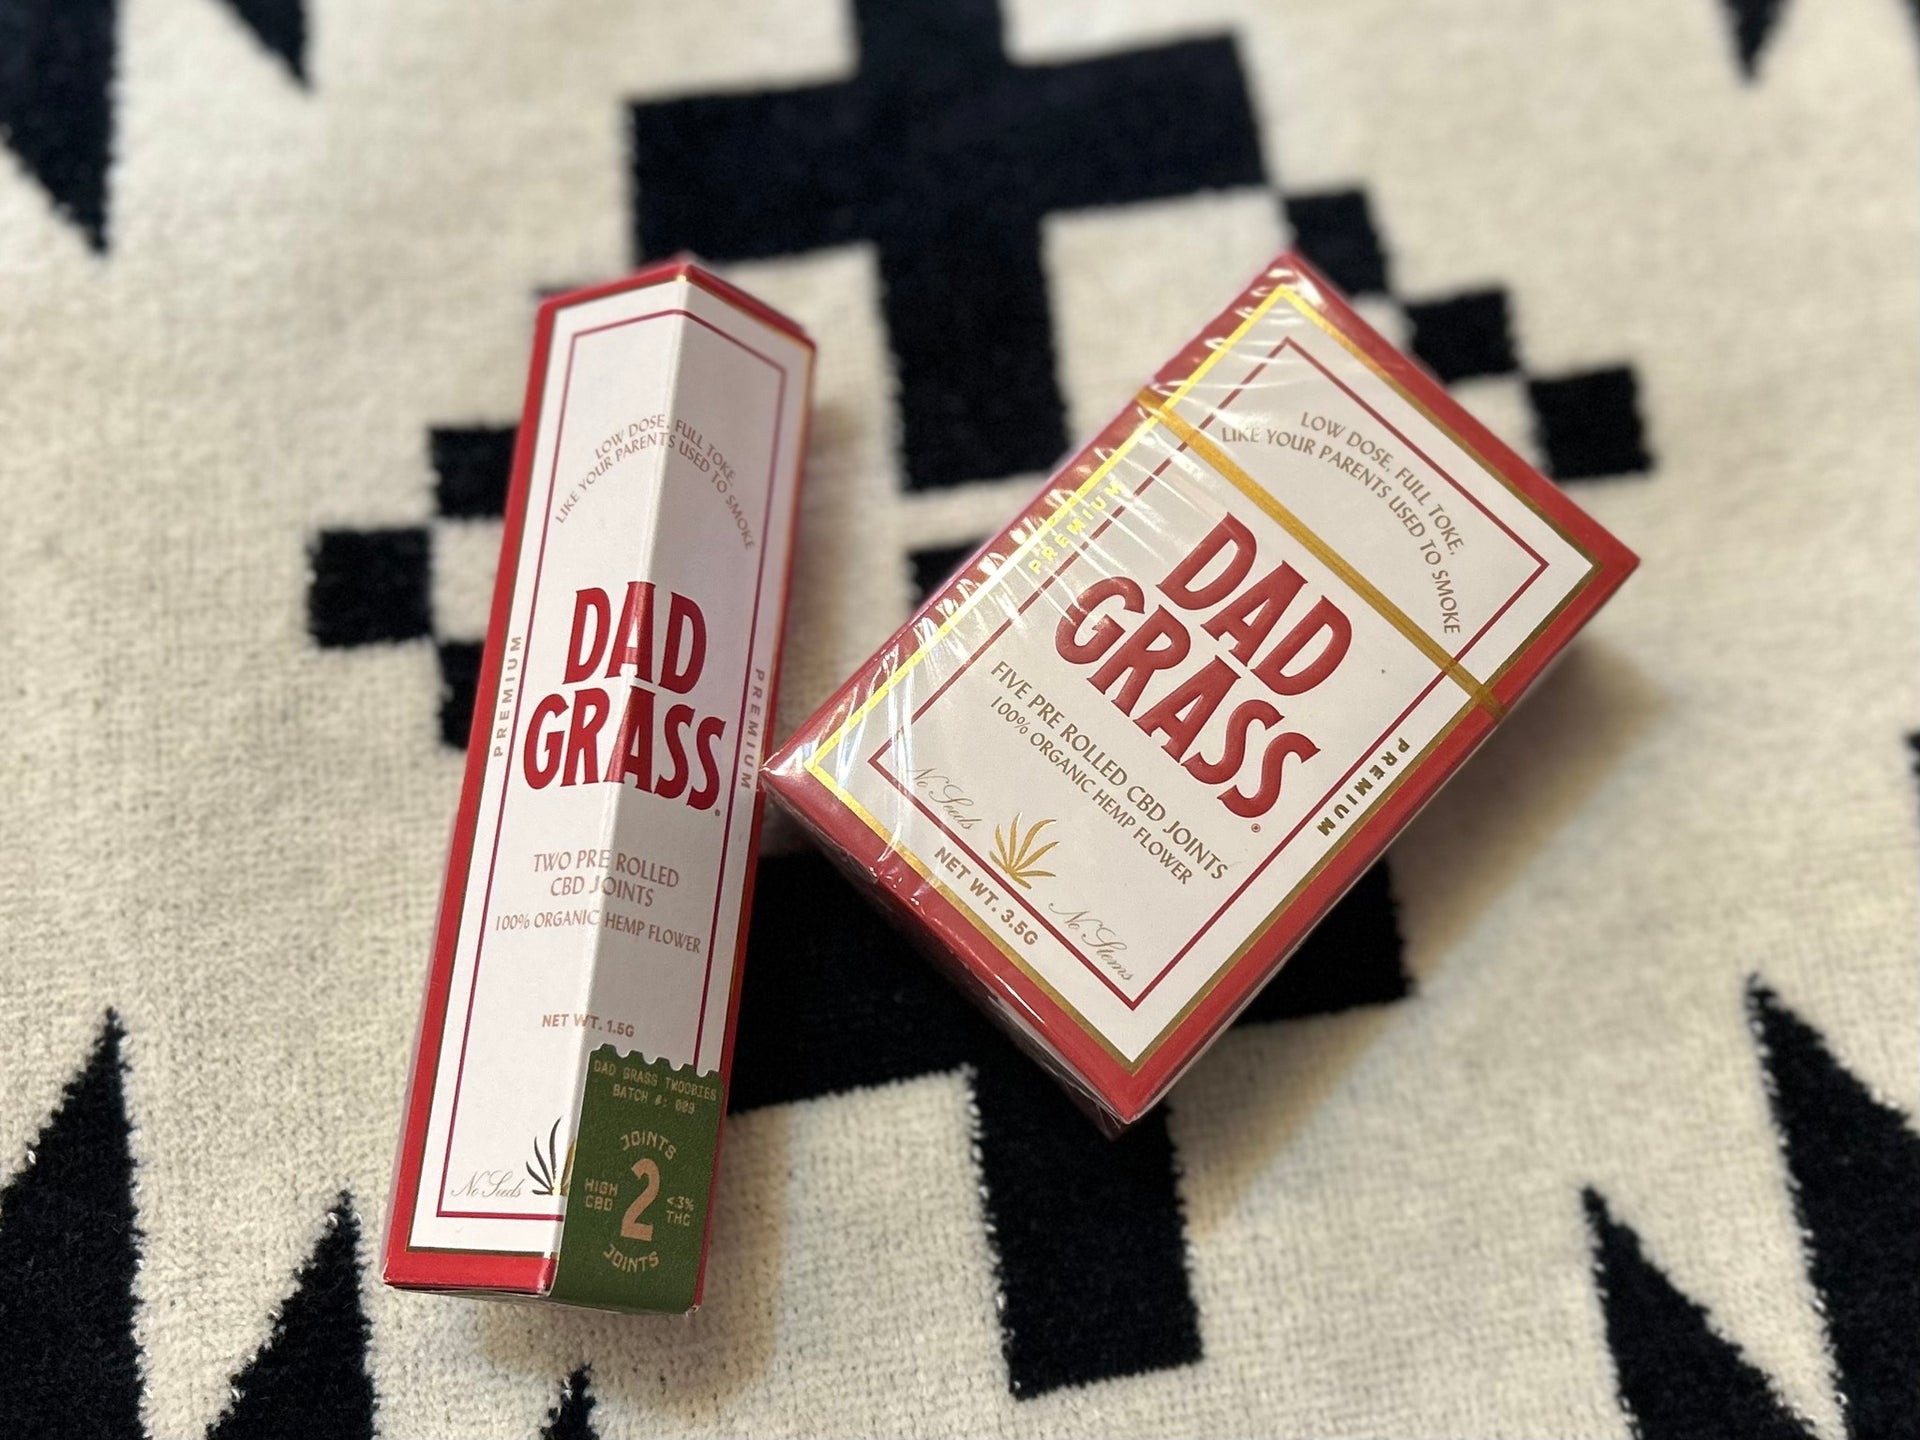 LOW DOSE, FULL TOKE,
LIKE YOUR PARENTS USED TO SMOKE
PREMIUM
PREMIUM
DAD
GRASS®
TWO PRE ROLLED
CBD JOINTS
100% ORGANIC HEMP FLOWER
NET WT. 1.5G
No Seeds
DAD GRASS TWOOBIES
BATCH #: 009
JOINTS
HIGH
CBD
2
<.3%
THC
JOINTS
LOW DOSE, FULL TOKE,
LIKE YOUR PARENTS USED TO SMOKE
PREMIUM
PREMIUM
DAD
GRASS®
FIVE PRE ROLLED CBD JOINTS
100% ORGANIC HEMP FLOWER
No Seeds
No Stems
NET WT. 3.5G